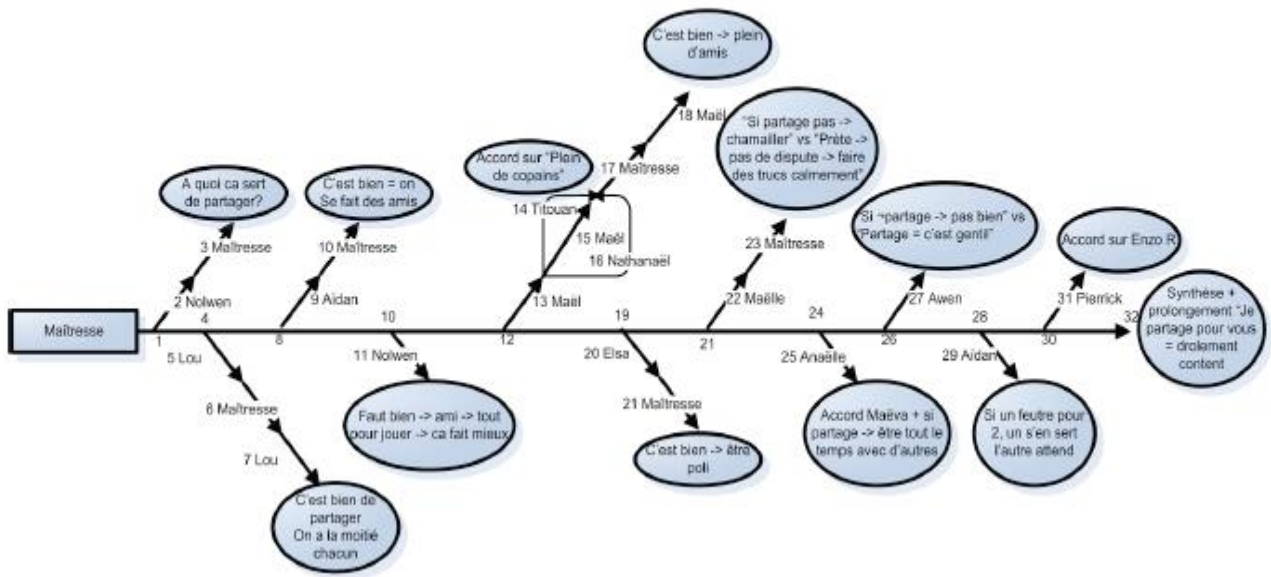 C'est bien -> plein
d'amis
18 Maël
"Si partage pas ->
chamailler" vs "Prète ->
pas de dispute -> faire
des trucs calmement"
Accord sur "Plein
de copains"
17 Maîtresse
A quoi ca sert
de partager?
C'est bien = on
Se fait des amis
14 Titouan
15 Maël
16 Nathanaël
13 Maël
3 Maîtresse
10 Maîtresse
23 Maîtresse
"Si ¬partage -> pas bien" vs
"Partage = c'est gentil"
Accord sur Enzo R
2 Nolwen
9 Aïdan
22 Maëlle
27 Awen
31 Pierrick
Maîtresse
1
4
8
10
12
19
21
24
26
28
30
32
Synthèse +
prolongement "Je
partage pour vous
= drolement
content
5 Lou
11 Nolwen
20 Elsa
25 Anaëlle
29 Aïdan
6 Maîtresse
21 Maîtresse
7 Lou
Faut bien -> ami -> tout
pour jouer -> ca fait mieux
C'est bien -> être
poli
Accord Maëva + si
partage -> être tout le
temps avec d'autres
Si un feutre pour
2, un s'en sert
l'autre attend
C'est bien de
partager
On a la moitié
chacun